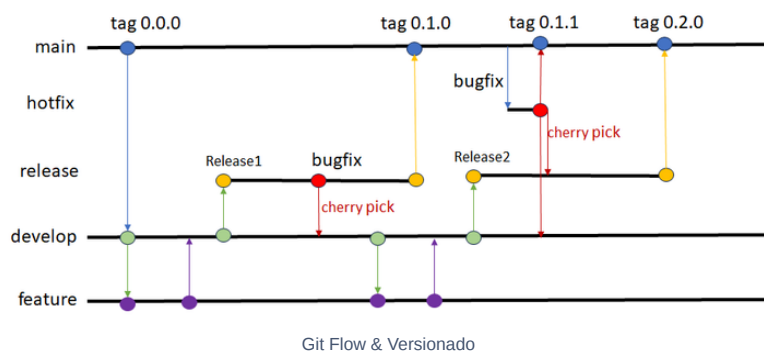 tag 0.0.0
tag 0.1.0
tag 0.1.1
tag 0.2.0
main
bugfix
hotfix
cherry pick
Release1
bugfix
Release2
release
cherry pick
develop
feature
Git Flow & Versionado